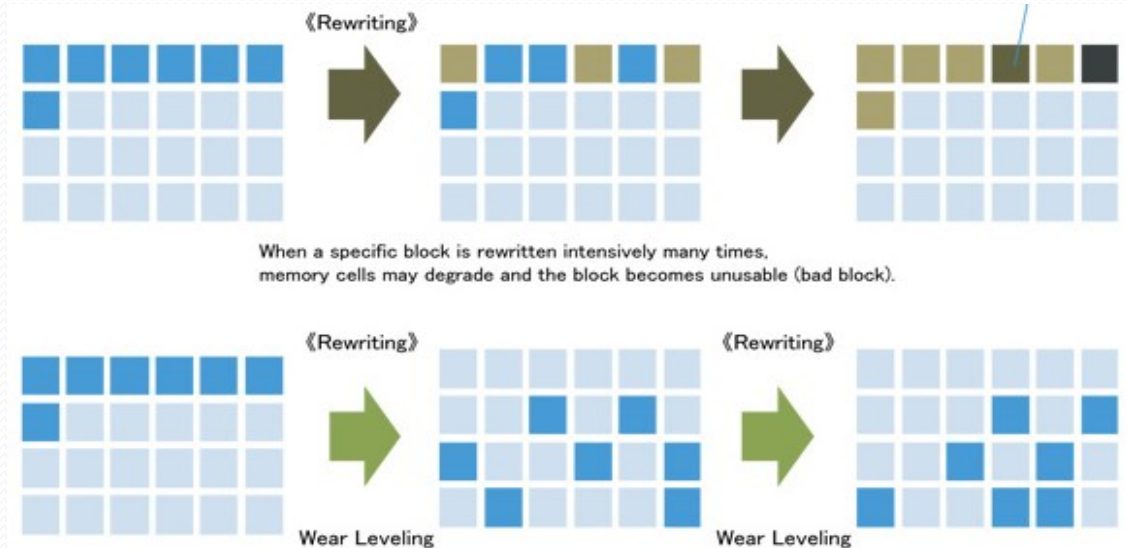 《Rewriting》
When a specific block is rewritten intensively many times,
memory cells may degrade and the block becomes unusable (bad block).
《Rewriting》
《Rewriting》
Wear Leveling
Wear Leveling